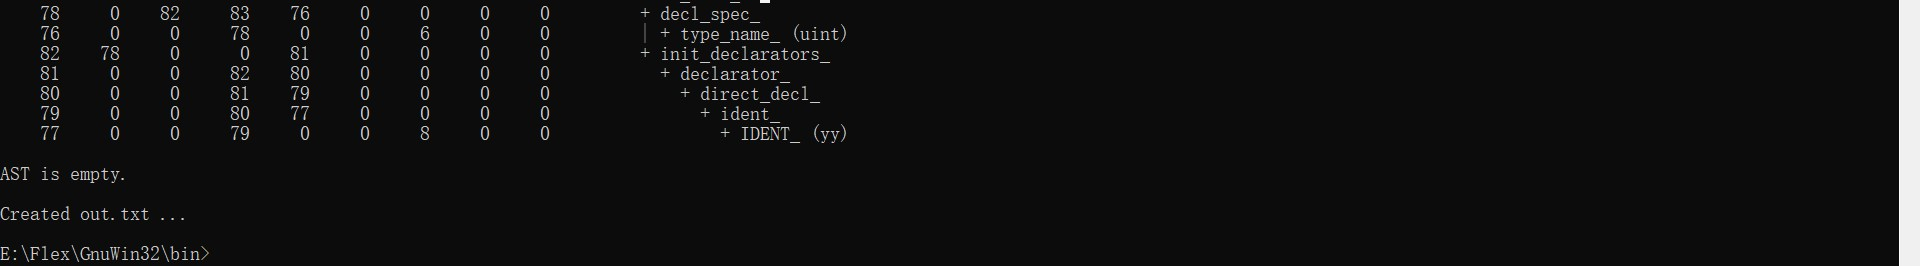 78 0 82 83 76 0 0 0 0 + decl_spec_
76 0 0 78 0 0 6 0 0 | + type_name_ (uint)
82 78 0 0 81 0 0 0 0 + init_declarators_
81 0 0 82 80 0 0 0 0 + declarator_
80 0 0 81 79 0 0 0 0 + direct_decl_
79 0 0 80 77 0 0 0 0 + ident_
77 0 0 79 0 0 8 0 0 + IDENT_ (yy)
AST is empty.
Created out.txt ...
E:\Flex\GnuWin32\bin>